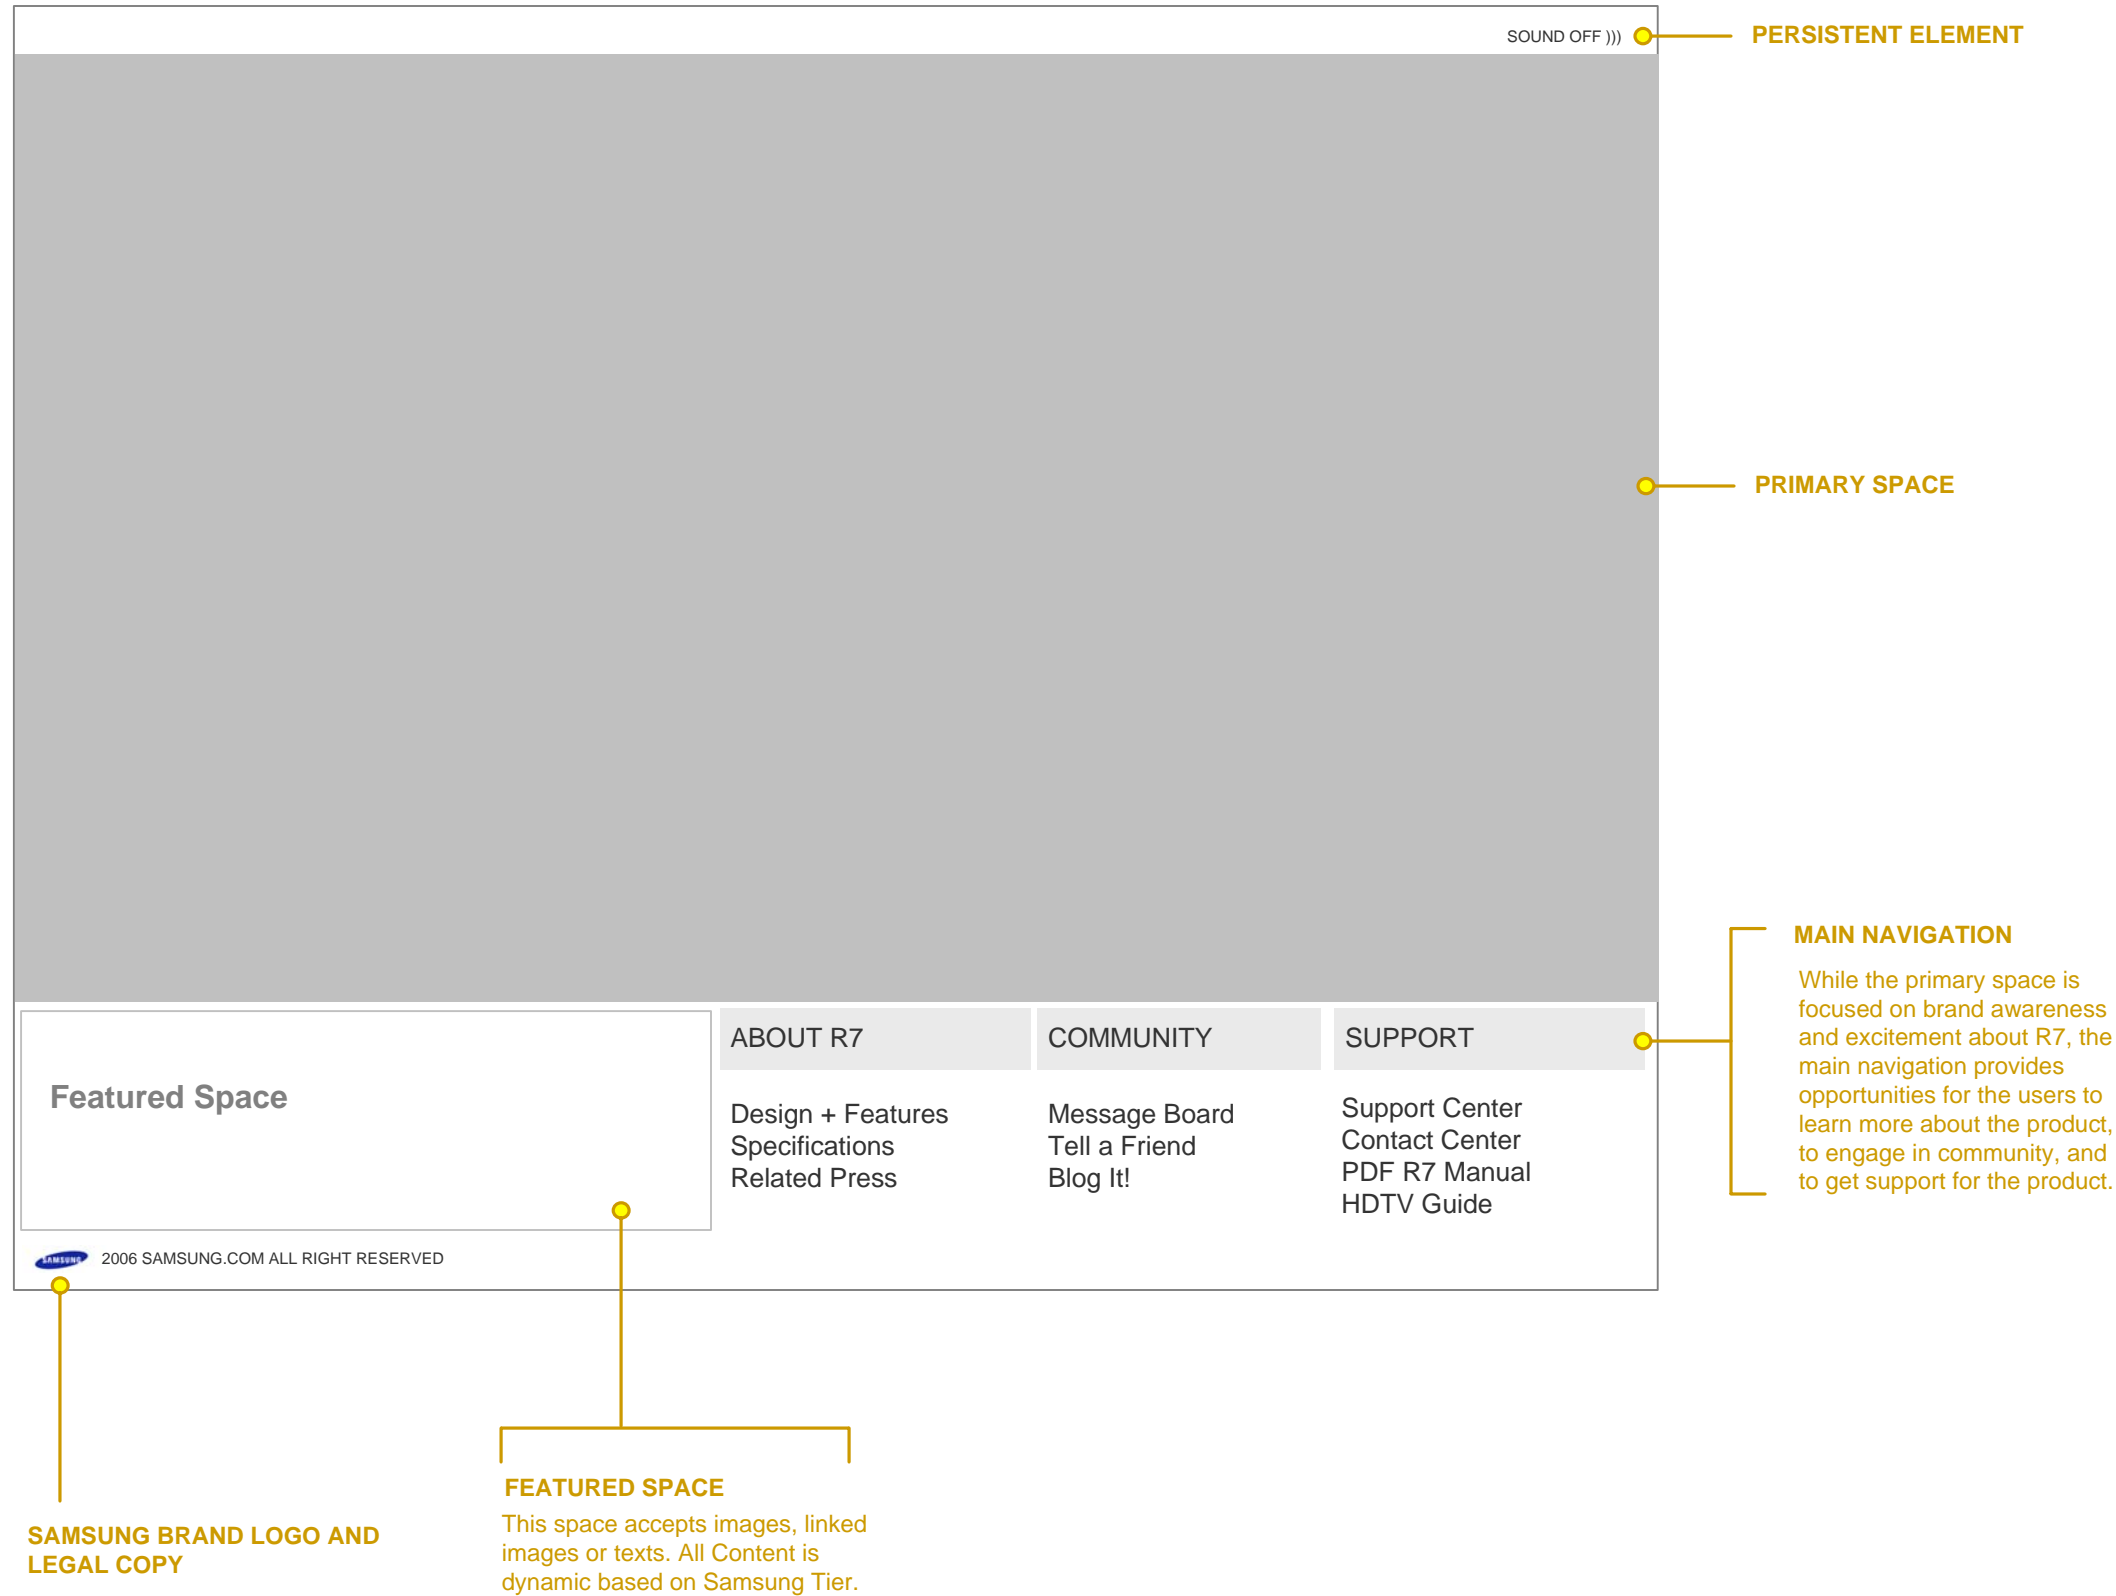 SOUND OFF )))
PERSISTENT ELEMENT
PRIMARY SPACE
MAIN NAVIGATION
While the primary space is
focused on brand awareness
and excitement about R7, the
main navigation provides
opportunities for the users to
learn more about the product,
to engage in community, and
to get support for the product.
Featured Space
ABOUT R7
Design + Features
Specifications
Related Press
COMMUNITY
Message Board
Tell a Friend
Blog It!
SUPPORT
Support Center
Contact Center
PDF R7 Manual
HDTV Guide
SAMSUNG
2006 SAMSUNG.COM ALL RIGHT RESERVED
SAMSUNG BRAND LOGO AND
LEGAL COPY
FEATURED SPACE
This space accepts images, linked
images or texts. All Content is
dynamic based on Samsung Tier.